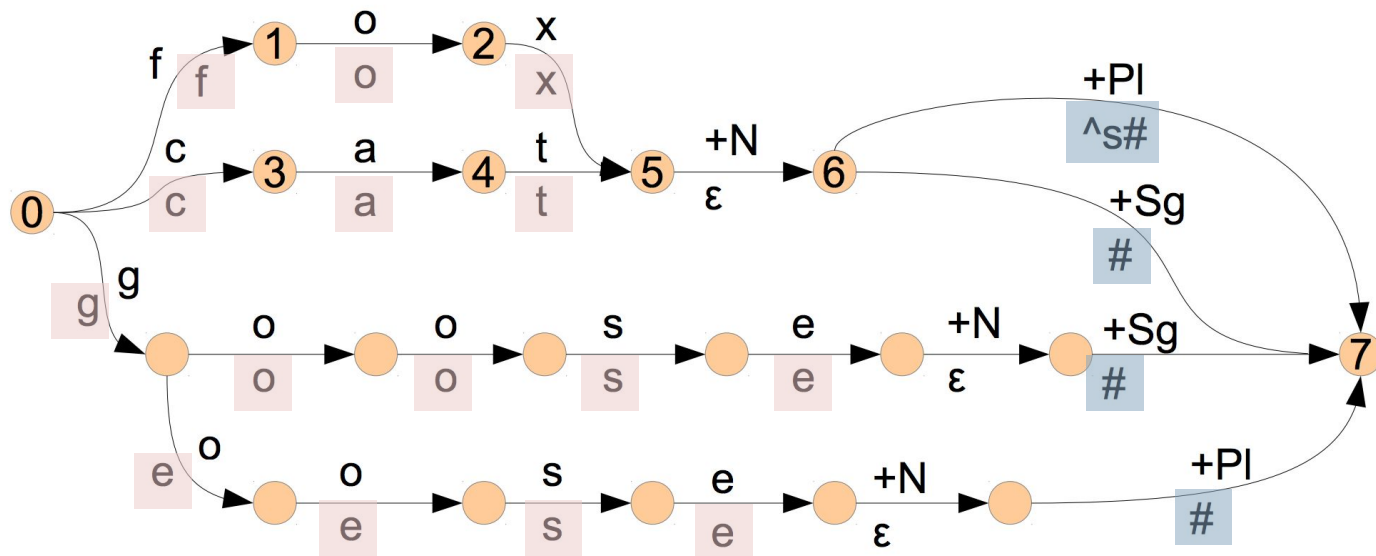 +Pl
o x
f 1 2
f o x ^s#
c a t +N +Sg
3 4 5 6
c a t ε #
0
g
g o o s e +N +Sg
7
o o s e ε #
o o s e +N +Pl
e
e s e ε #